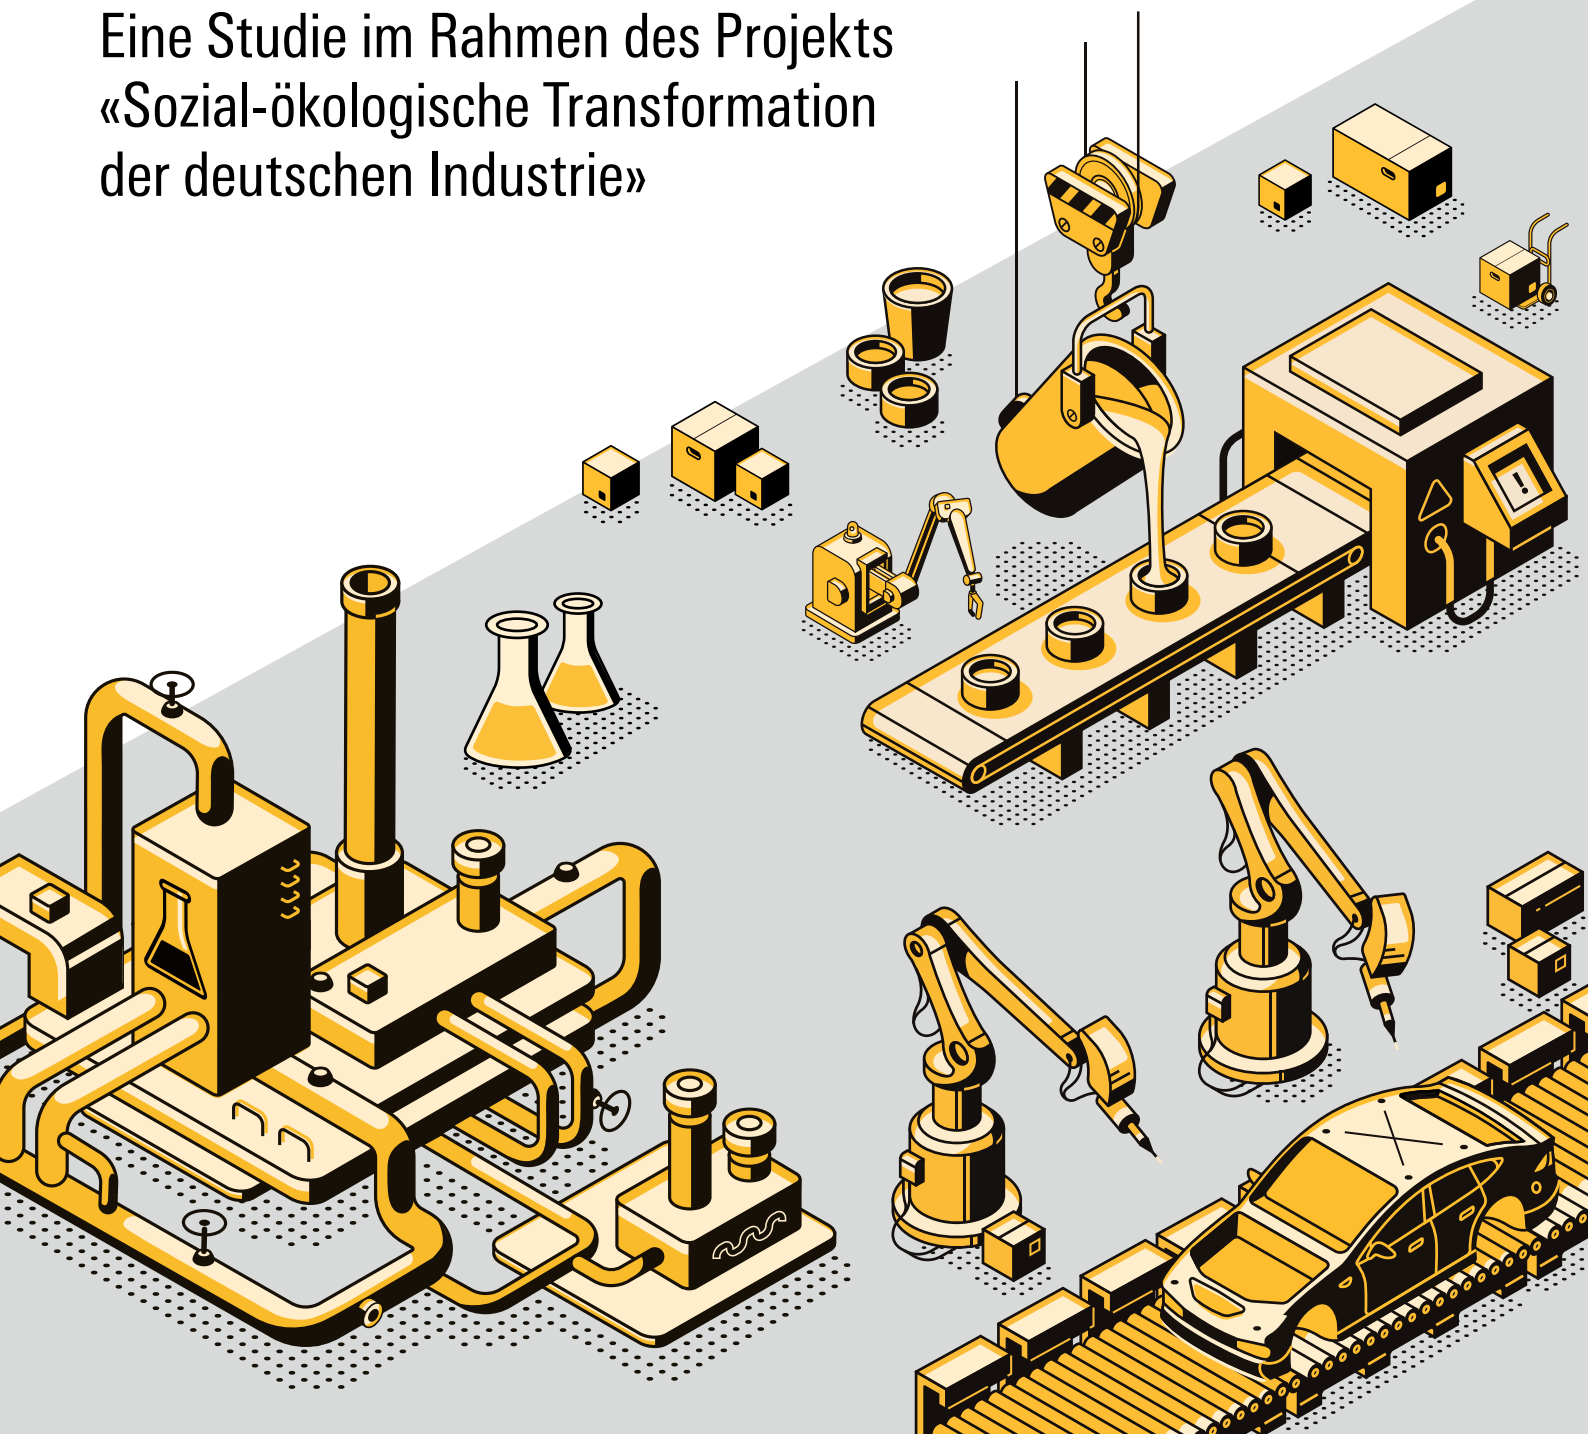 Eine Studie im Rahmen des Projekts
«Sozial-ökologische Transformation
der deutschen Industrie»
!